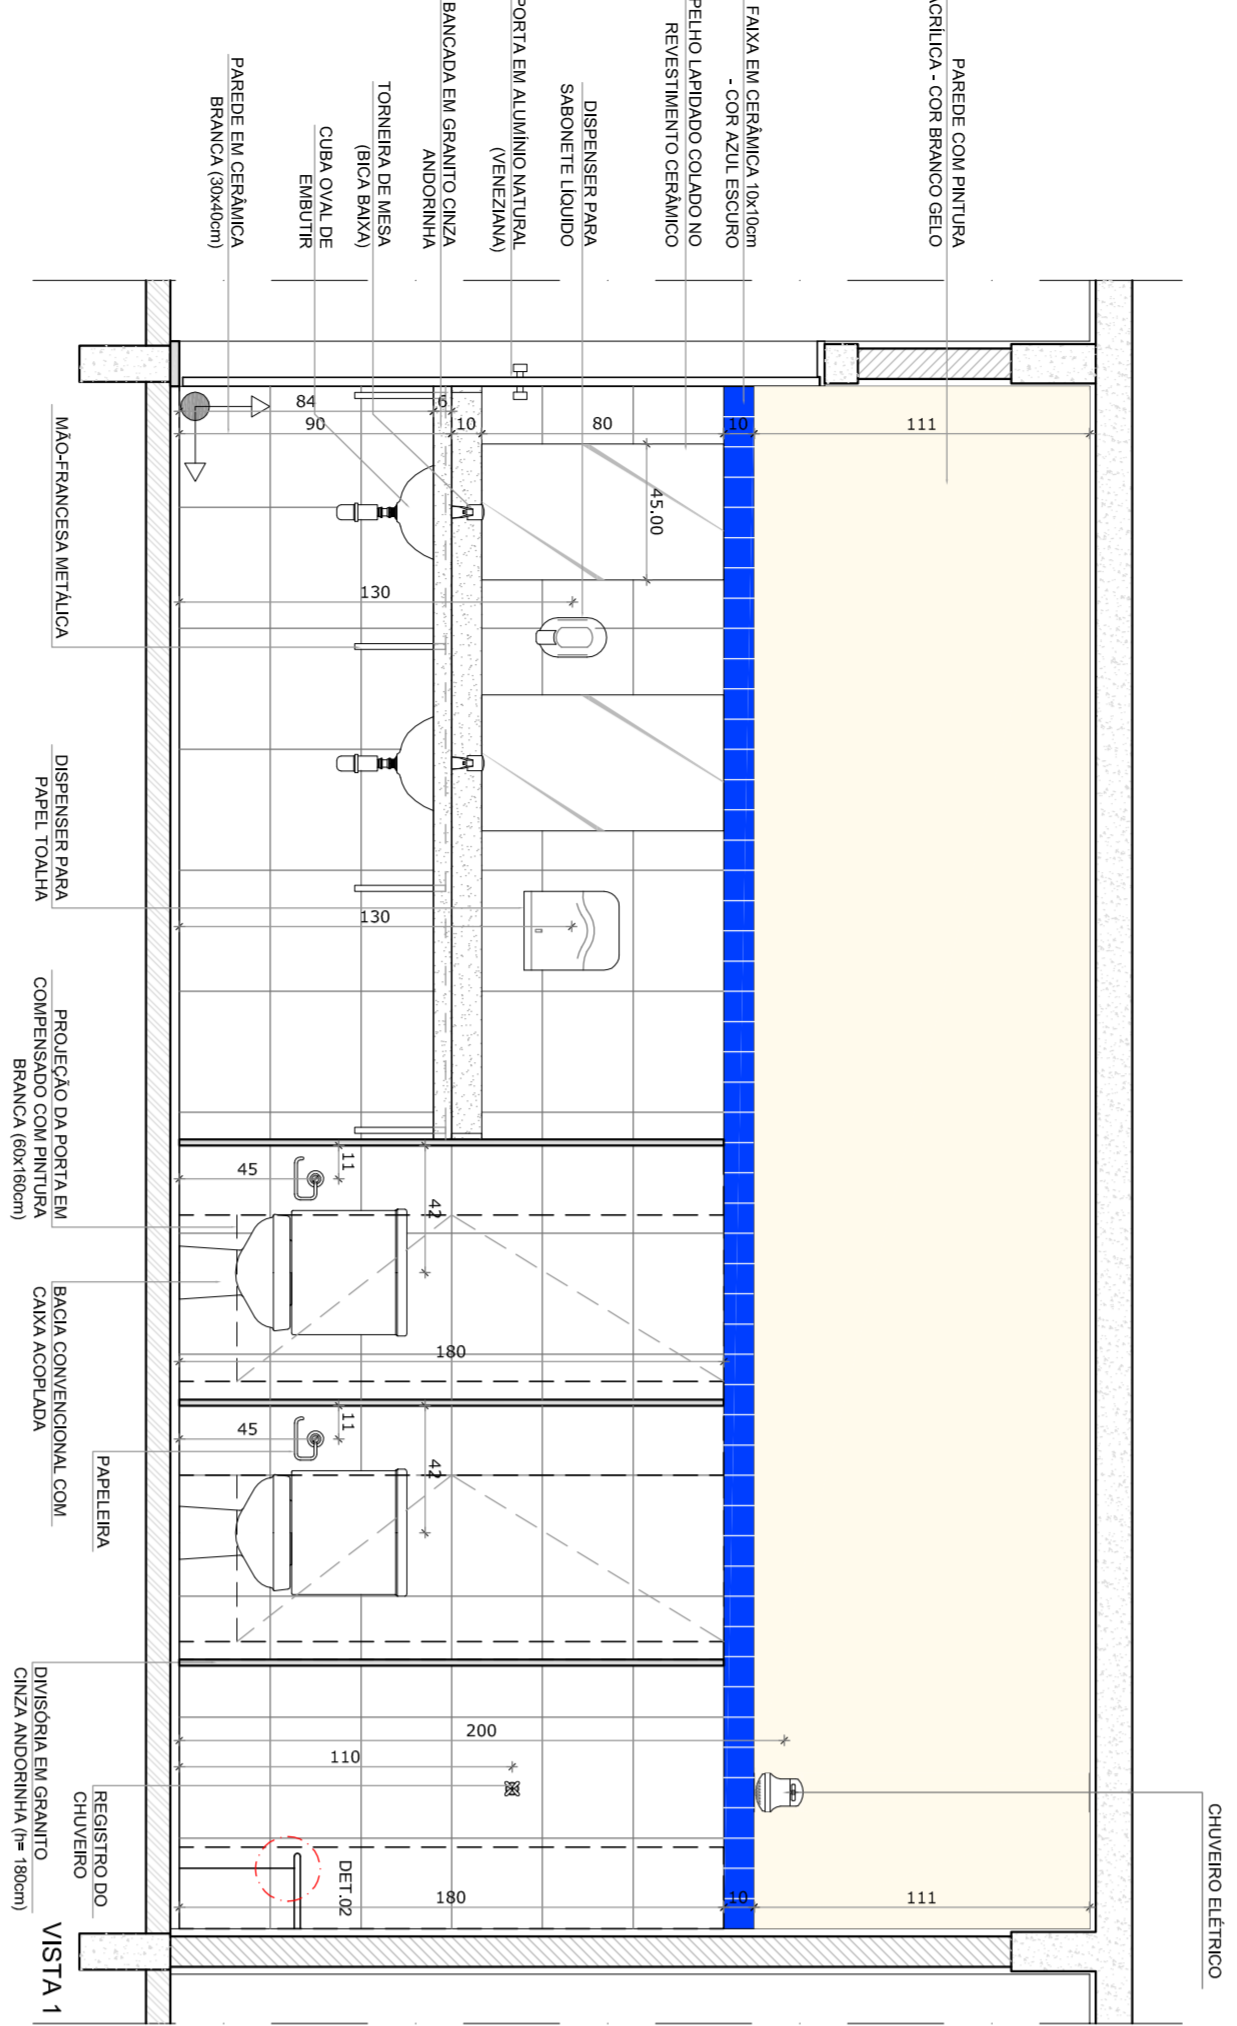 PAREDE COM PINTURA
ACRÍLICA - COR BRANCO GELO
FAIXA EM CERÂMICA 10x10cm
- COR AZUL ESCURO
PELHO LAPIDADO COLADO NO
REVESTIMENTO CERÂMICO
DISPENSER PARA
SABONETE LÍQUIDO
PORTA EM ALUMÍNIO NATURAL
(VENEZIANA)
BANCADA EM GRANITO CINZA
ANDORINHA
TORNEIRA DE MESA
(BICA BAIXA)
CUBA OVAL DE
EMBUTIR
PAREDE EM CERÂMICA
BRANCA (30x40cm)
CHUVEIRO ELÉTRICO
111
10
80
10
6
84
90
45.00
130
130
11
45
42
180
11
45
42
200
110
111
10
180
DET.02
MÃO-FRANCESA METÁLICA
DISPENSER PARA
PAPEL TOALHA
PROJEÇÃO DA PORTA EM
COMPENSADO COM PINTURA
BRANCA (60x160cm)
BACIA CONVENCIONAL COM
CAIXA ACOPLADA
PAPELEIRA
DIVISÓRIA EM GRANITO
CINZA ANDORINHA (h= 180cm)
REGISTRO DO
CHUVEIRO
VISTA 1